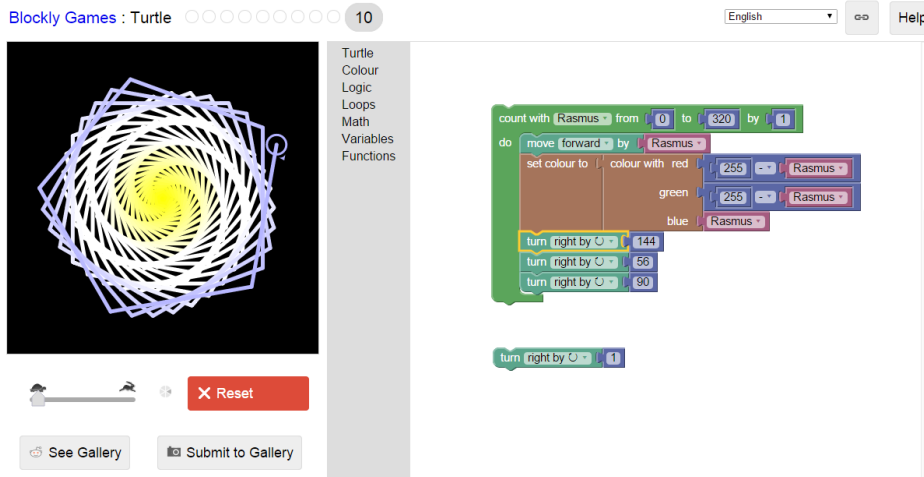 Blockly Games : Turtle 10 English Help
Turtle
Colour
Logic
Loops
Math
Variables
Functions
count with Rasmus from 0 to 320 by 1
do move forward by Rasmus
set colour to colour with red 255 - Rasmus
green 255 - Rasmus
blue Rasmus
turn right by ↻ 144
turn right by ↻ 56
turn right by ↻ 90
turn right by ↻ 1
Reset
See Gallery Submit to Gallery